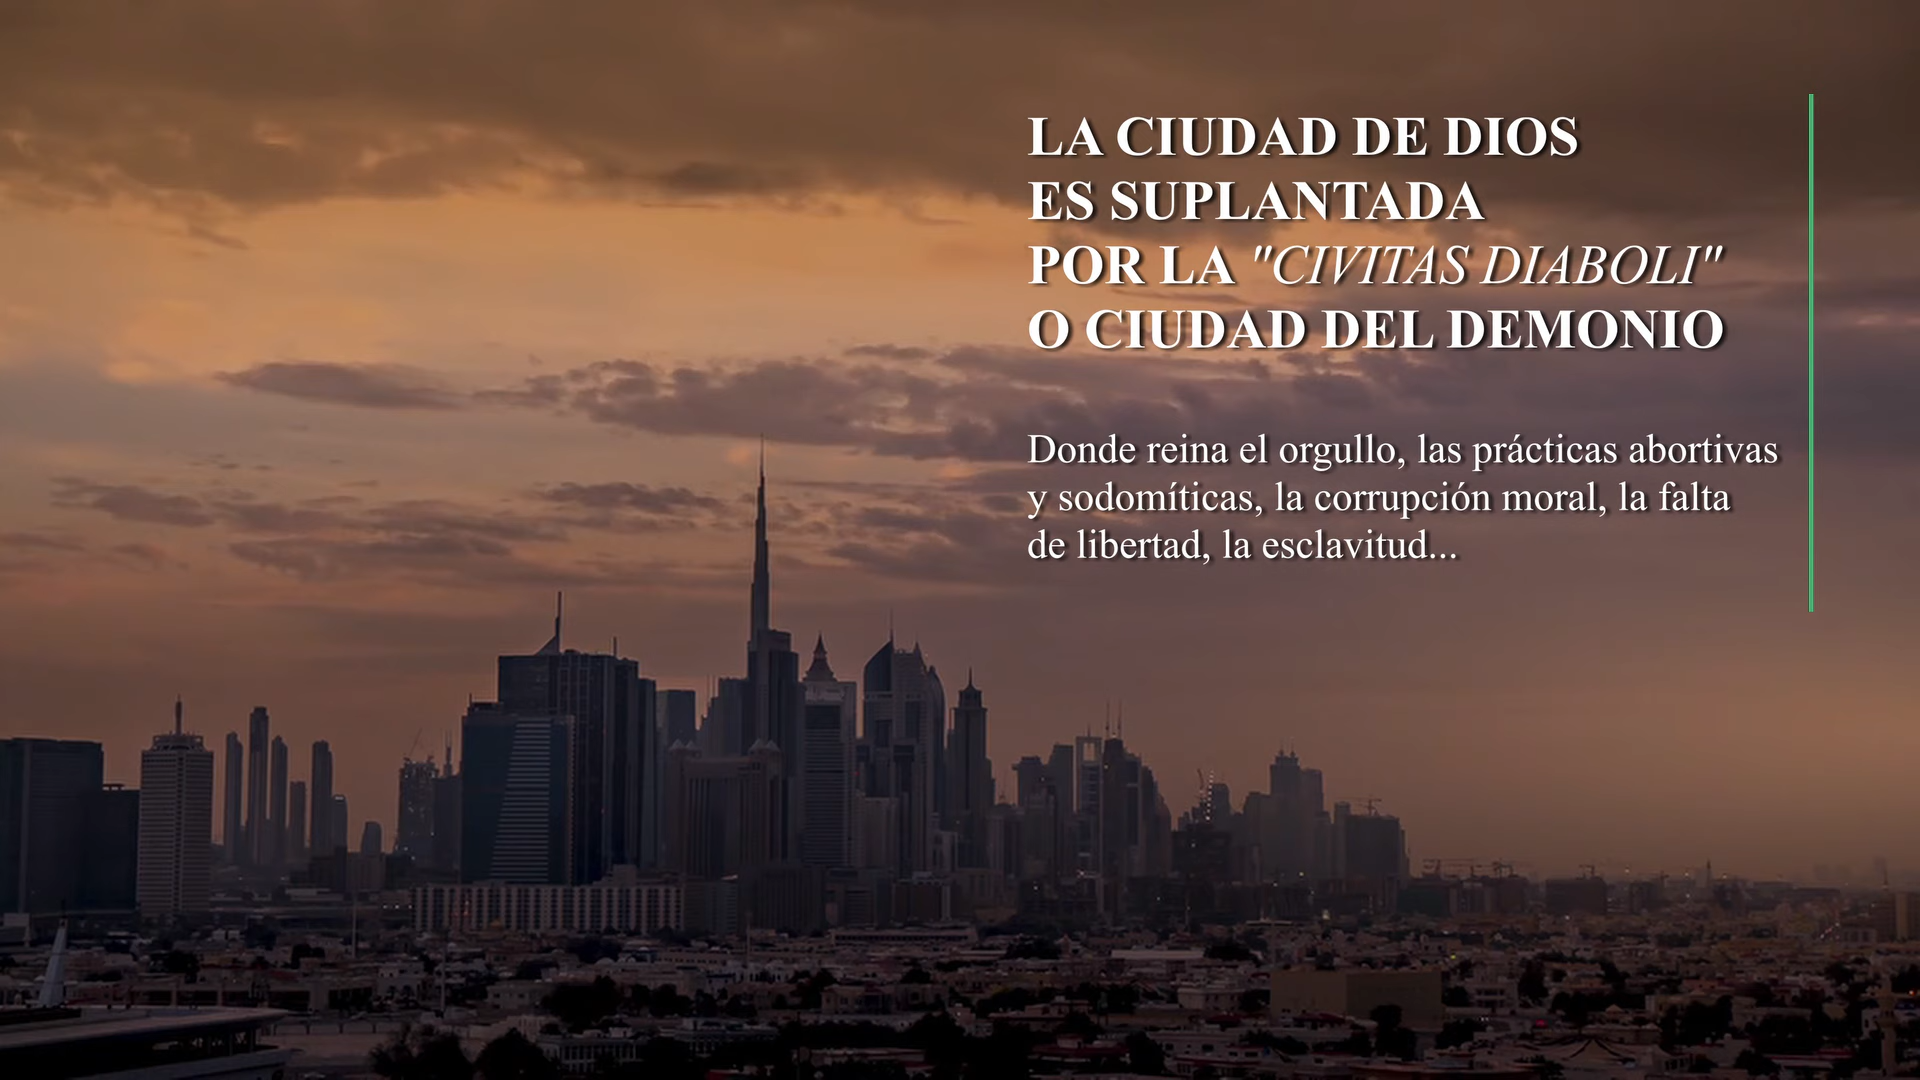 LA CIUDAD DE DIOS
ES SUPLANTADA
POR LA "CIVITAS DIABOLI"
O CIUDAD DEL DEMONIO
Donde reina el orgullo, las prácticas abortivas
y sodomíticas, la corrupción moral, la falta
de libertad, la esclavitud...